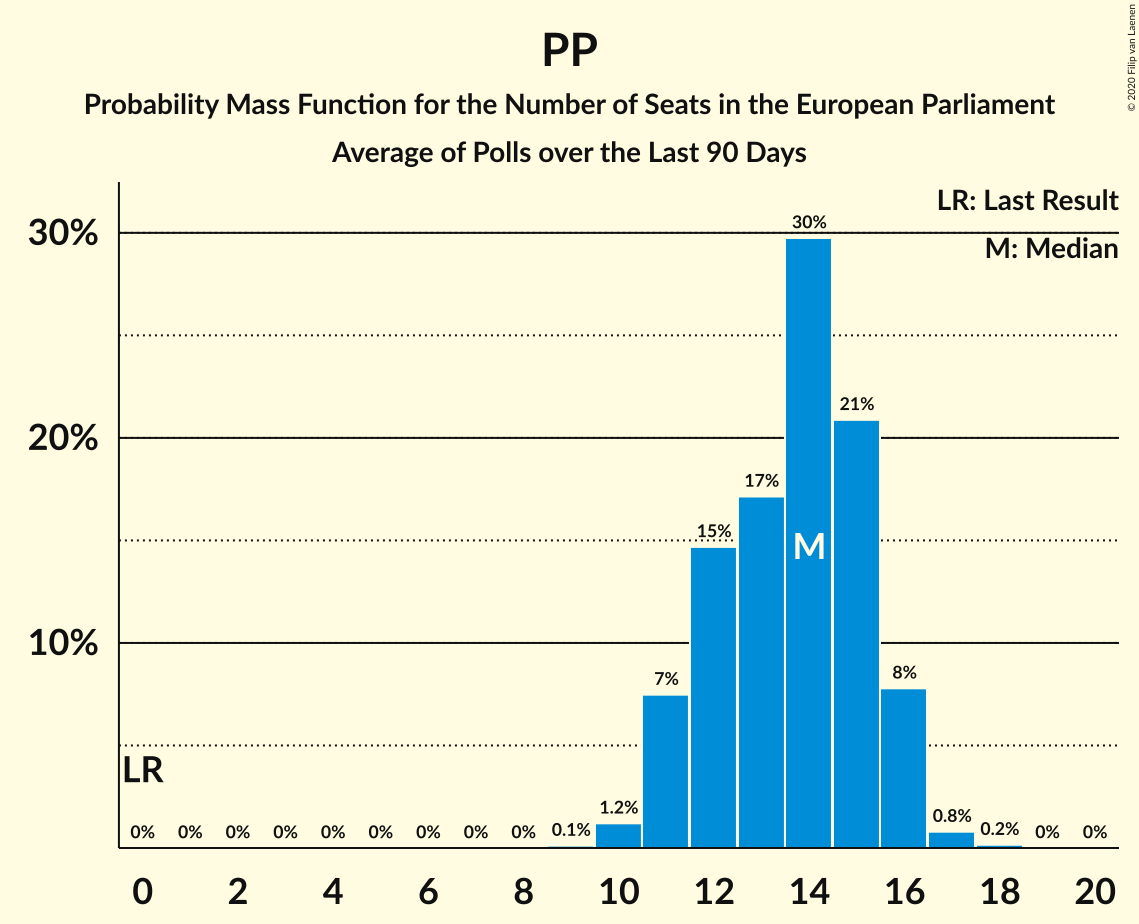 PP
Probability Mass Function for the Number of Seats in the European Parliament
Average of Polls over the Last 90 Days
© 2020 Filip van Laenen
LR: Last Result
M: Median
30%
20%
10%
0% 0% 0% 0% 0% 0% 0% 0% 0% 0.1% 1.2% 7% 15% 17% 30% 21% 8% 0.8% 0.2% 0% 0%
LR
M
0 2 4 6 8 10 12 14 16 18 20